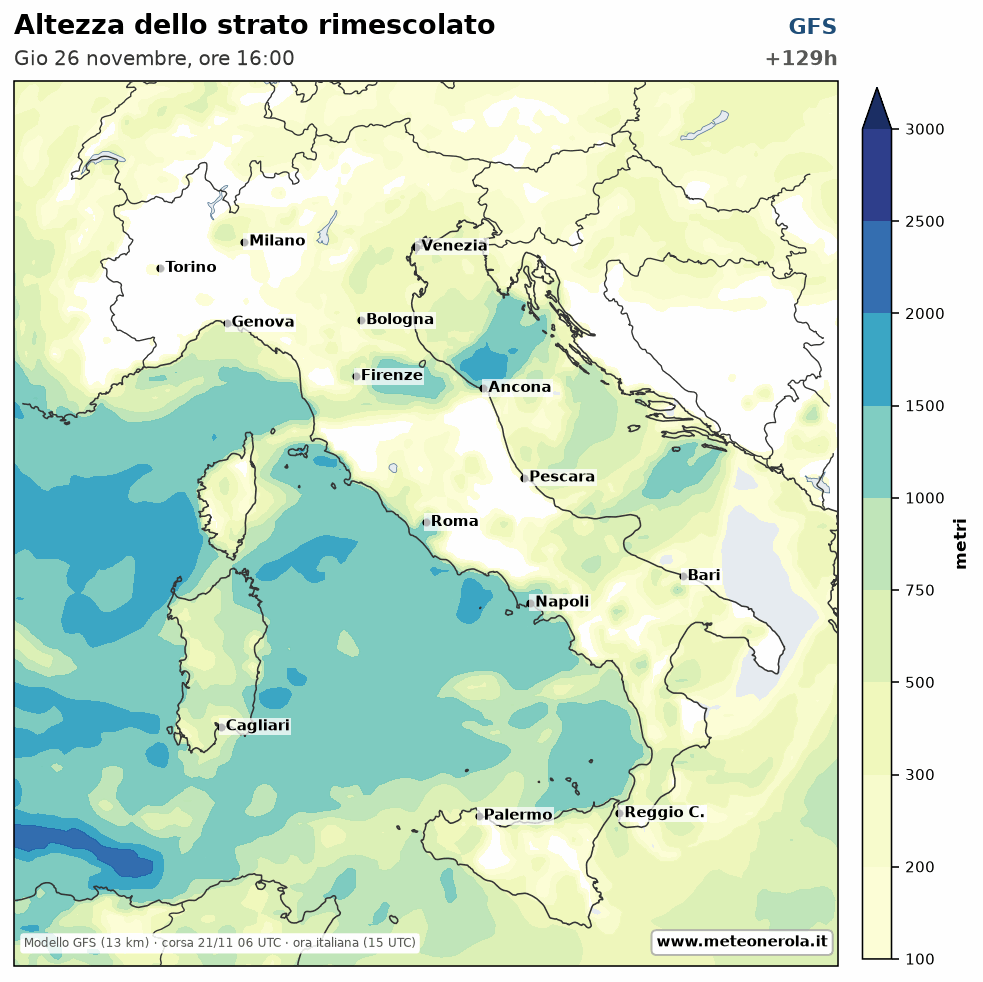 Altezza dello strato rimescolato
GFS
Gio 26 novembre, ore 16:00
+129h
Milano
Torino
Venezia
Genova
Bologna
Firenze
Ancona
Pescara
Roma
Bari
Napoli
Cagliari
Palermo
Reggio C.
3000
2500
2000
1500
1000
750
500
300
200
100
metri
Modello GFS (13 km) · corsa 21/11 06 UTC · ora italiana (15 UTC)
www.meteonerola.it